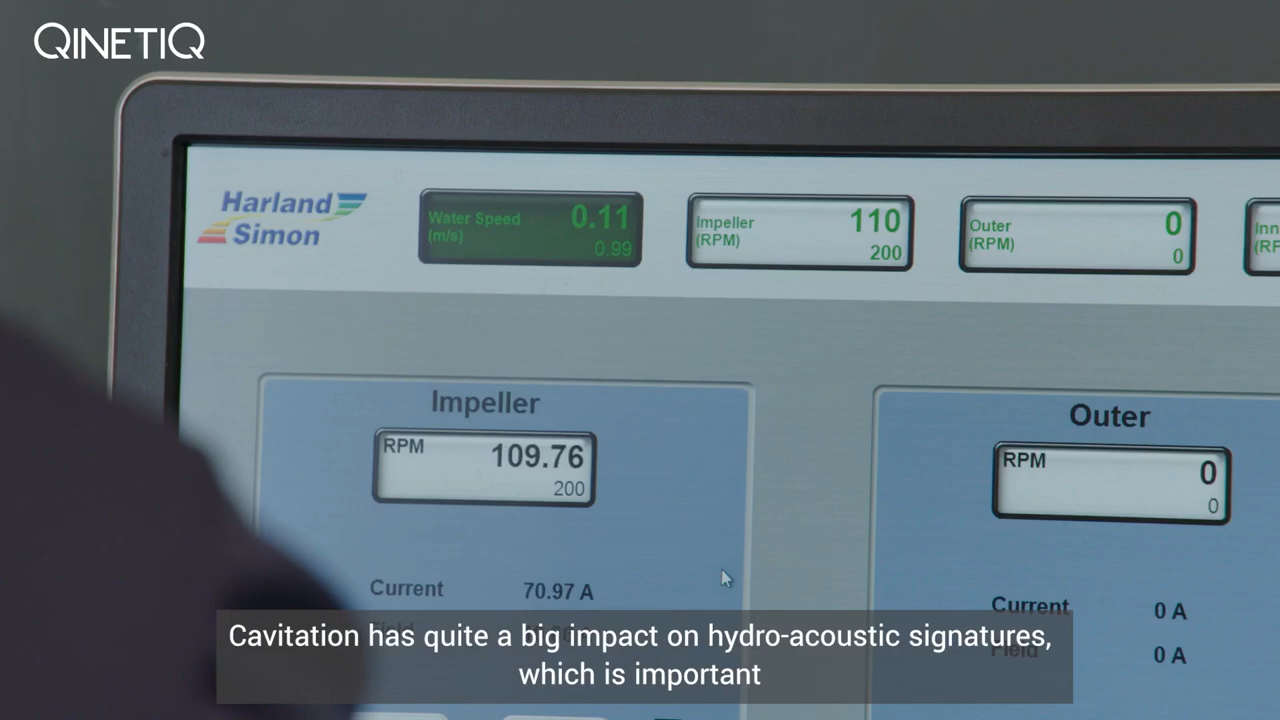 QINETIQ
Harland
Simon
Water Speed
(m/s)
0.11
0.99
Impeller
(RPM)
110
200
Outer
(RPM)
0
0
Impeller
RPM
109.76
200
Current 70.97 A
Outer
RPM
0
0
Current 0 A
Field 0 A
Cavitation has quite a big impact on hydro-acoustic signatures,
which is important